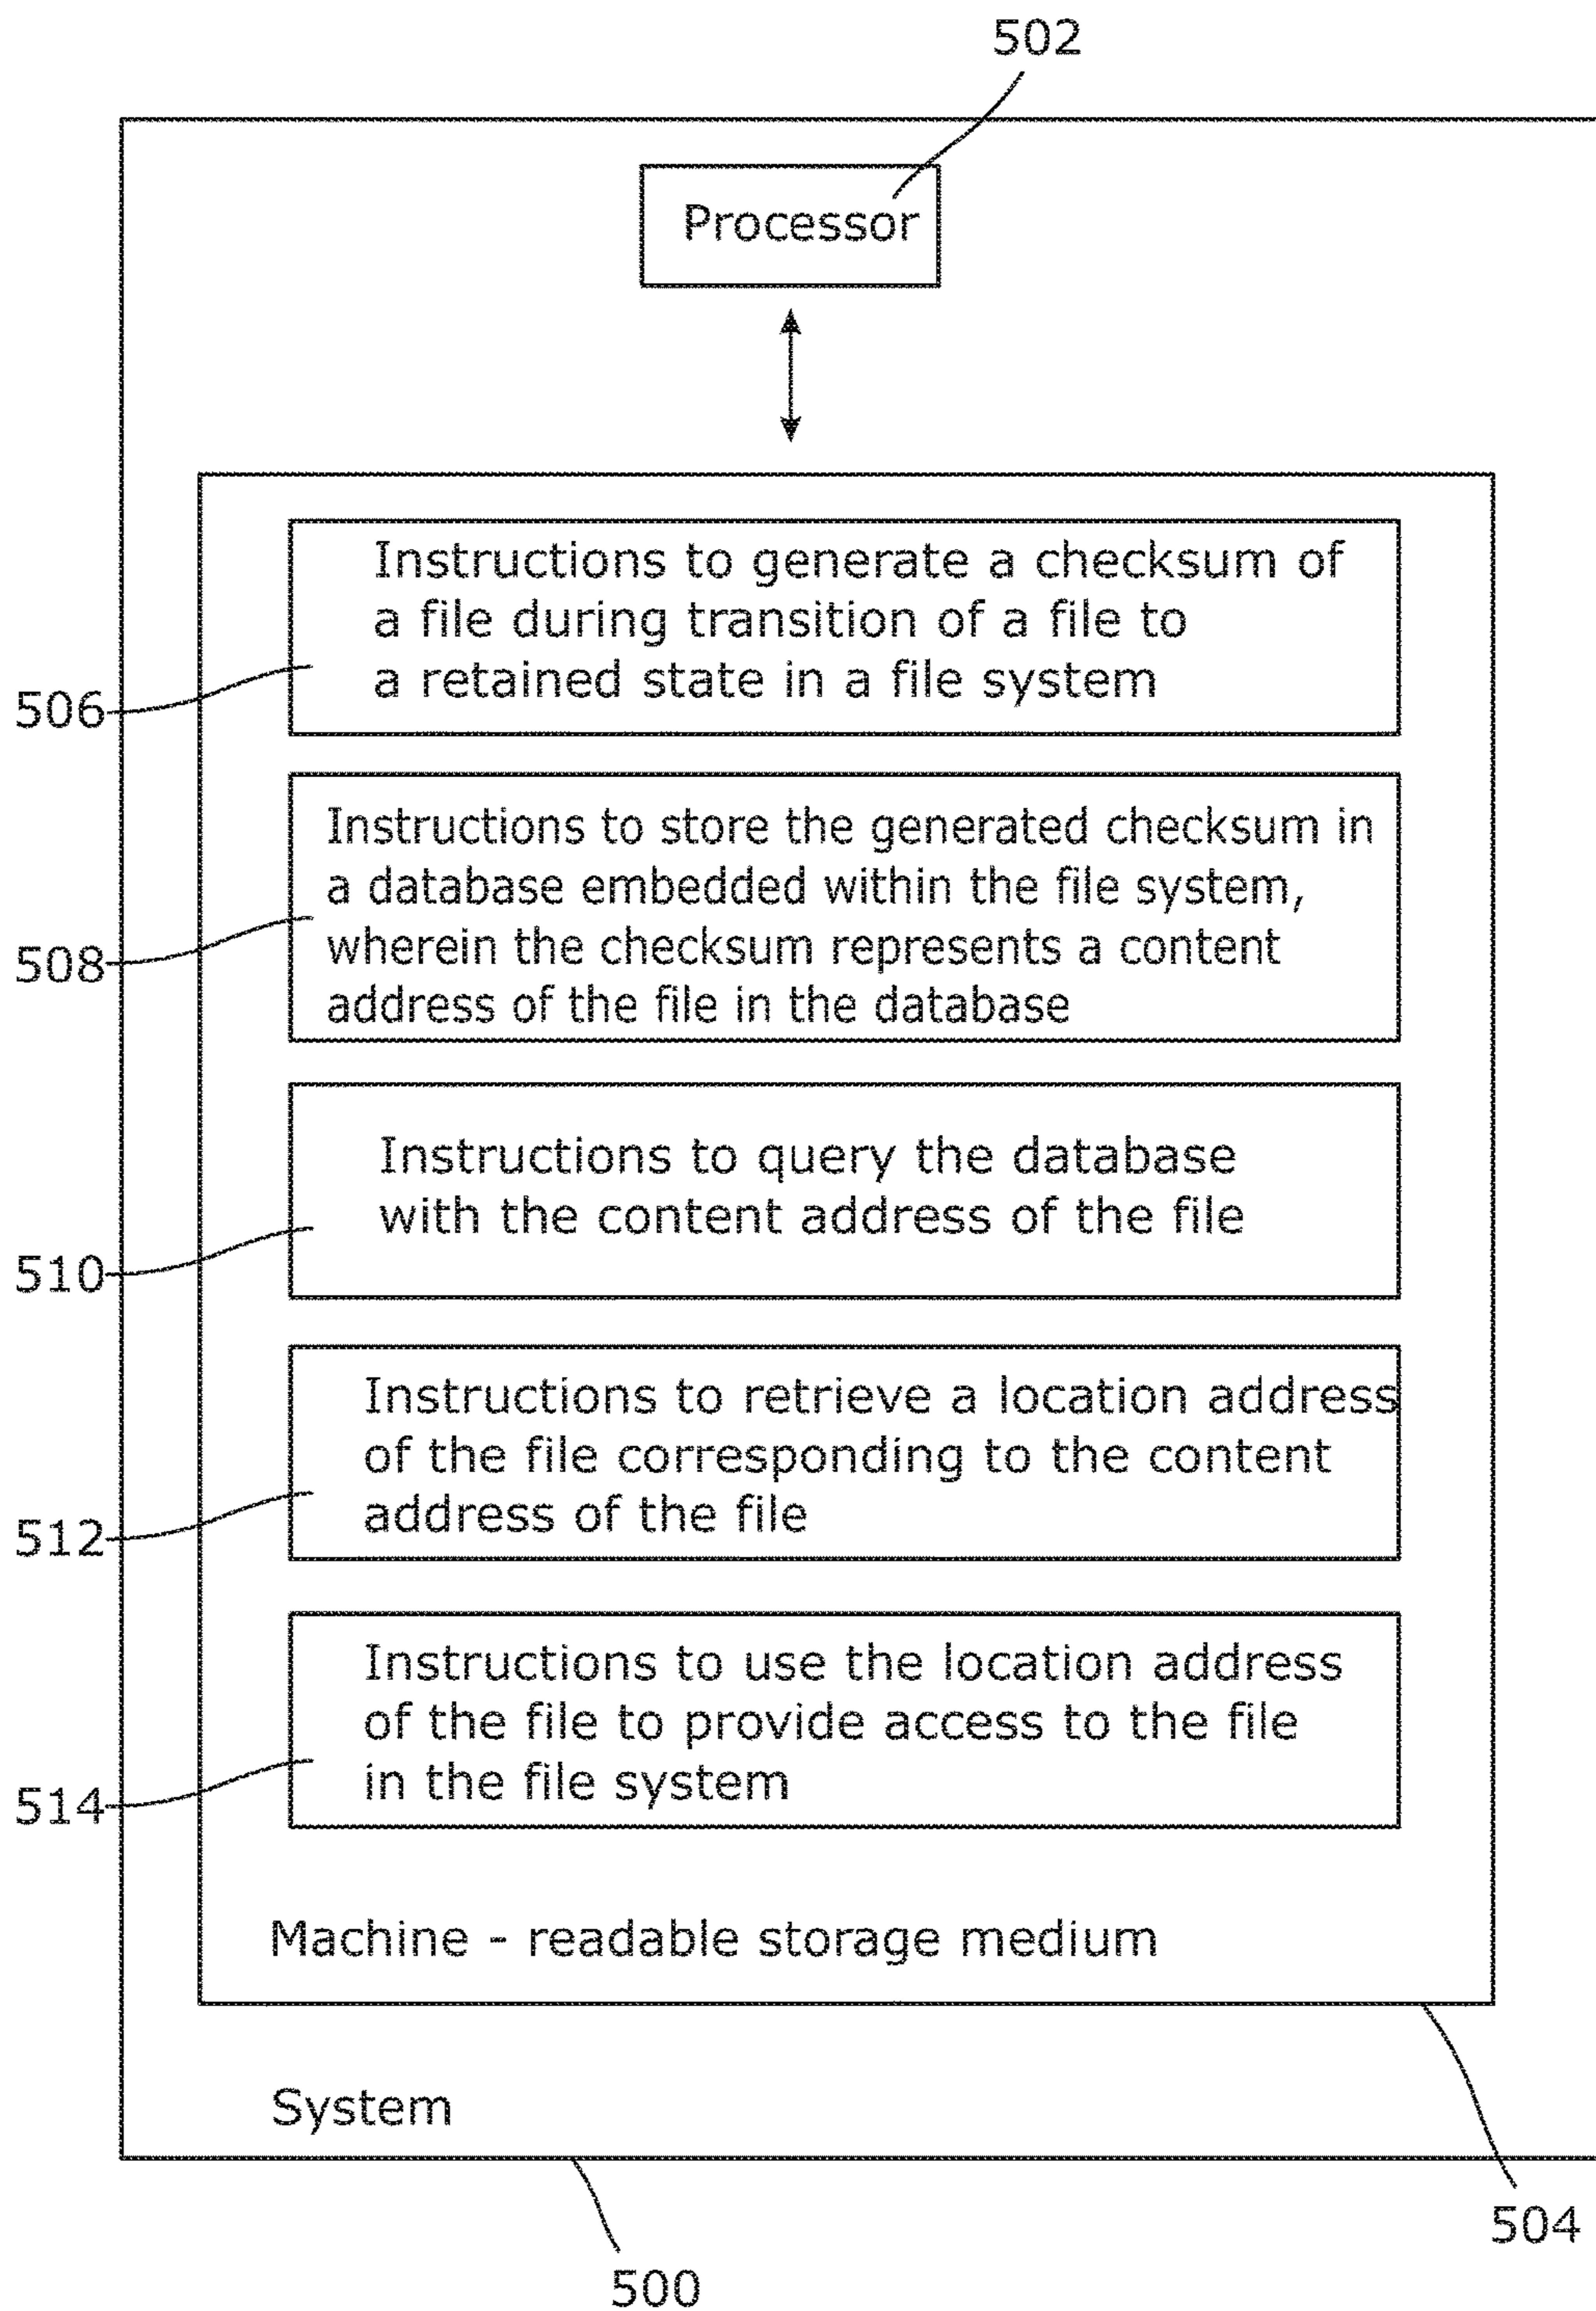 502
Processor
Instructions to generate a checksum of
a file during transition of a file to
a retained state in a file system
506
Instructions to store the generated checksum in
a database embedded within the file system,
wherein the checksum represents a content
address of the file in the database
508
Instructions to query the database
with the content address of the file
510
Instructions to retrieve a location address
of the file corresponding to the content
address of the file
512
Instructions to use the location address
of the file to provide access to the file
in the file system
514
Machine - readable storage medium
System
504
500